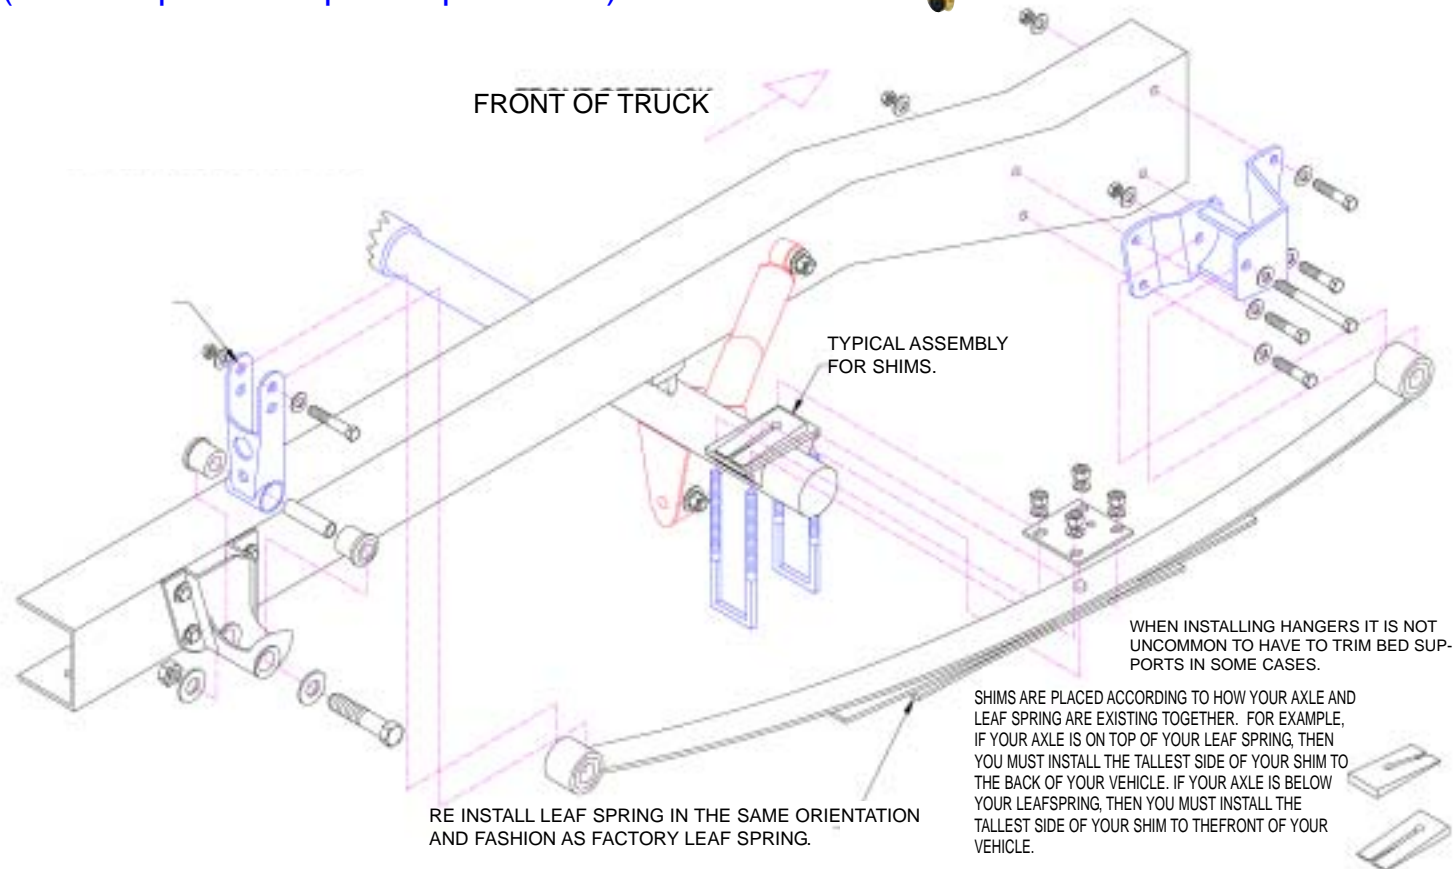 FRONT OF TRUCK
TYPICAL ASSEMBLY
FOR SHIMS.
WHEN INSTALLING HANGERS IT IS NOT
UNCOMMON TO HAVE TO TRIM BED SUP-
PORTS IN SOME CASES.
SHIMS ARE PLACED ACCORDING TO HOW YOUR AXLE AND
LEAF SPRING ARE EXISTING TOGETHER. FOR EXAMPLE,
IF YOUR AXLE IS ON TOP OF YOUR LEAF SPRING, THEN
YOU MUST INSTALL THE TALLEST SIDE OF YOUR SHIM TO
THE BACK OF YOUR VEHICLE. IF YOUR AXLE IS BELOW
YOUR LEAFSPRING, THEN YOU MUST INSTALL THE
TALLEST SIDE OF YOUR SHIM TO THEFRONT OF YOUR
VEHICLE.
RE INSTALL LEAF SPRING IN THE SAME ORIENTATION
AND FASHION AS FACTORY LEAF SPRING.